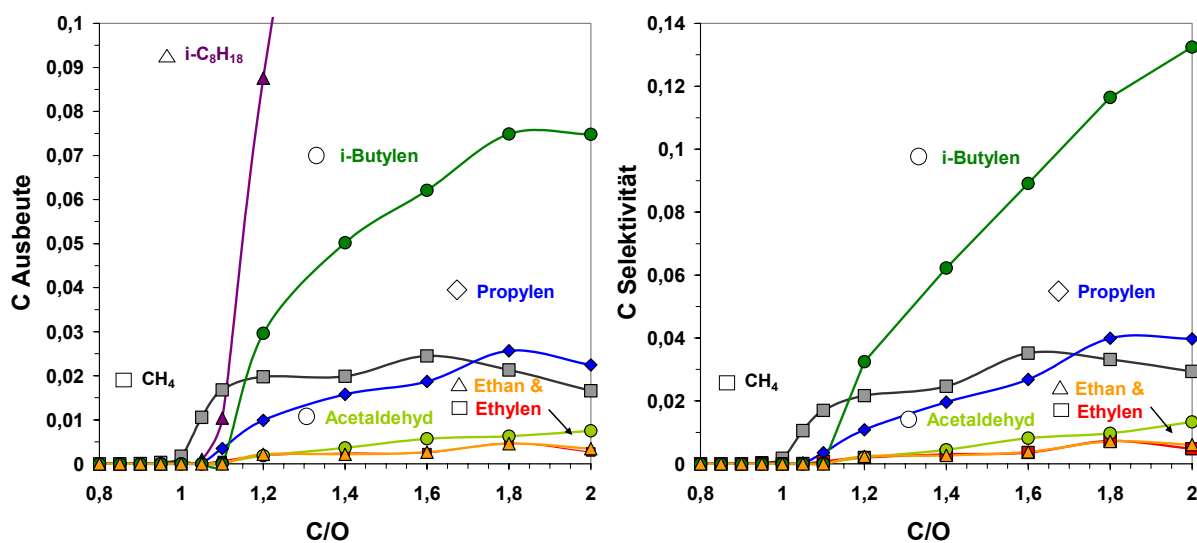 0,1
0,09
0,08
0,07
0,06
0,05
0,04
0,03
0,02
0,01
0
C Ausbeute
i-C₈H₁₈
i-Butylen
Propylen
CH₄
Ethan &
Ethylen
Acetaldehyd
0,8
1
1,2
1,4
1,6
1,8
2
C/O
0,14
0,12
0,1
0,08
0,06
0,04
0,02
0
C Selektivität
i-Butylen
Propylen
CH₄
Ethan &
Ethylen
Acetaldehyd
0,8
1
1,2
1,4
1,6
1,8
2
C/O